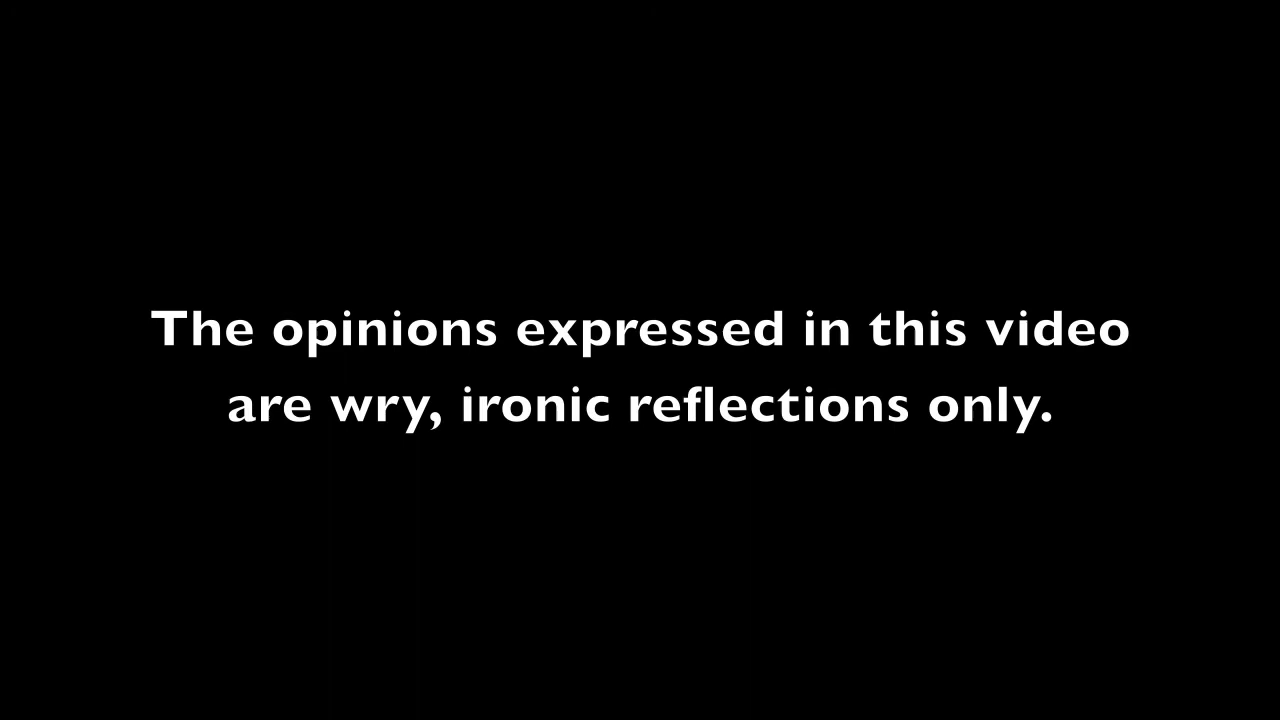 The opinions expressed in this video
are wry, ironic reflections only.